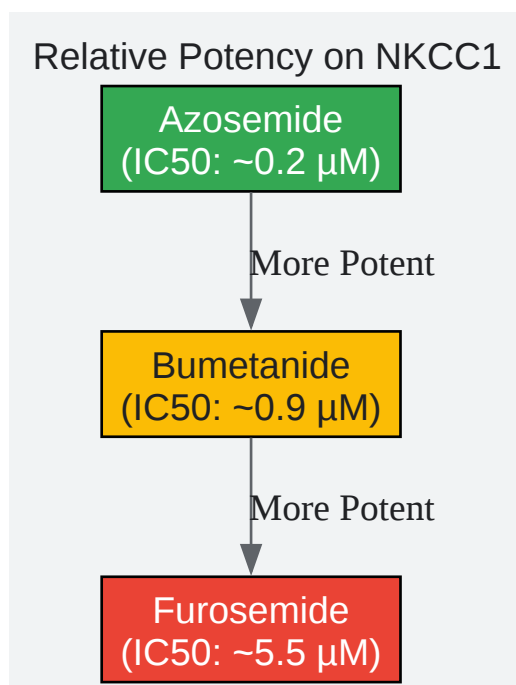 Relative Potency on NKCC1
Azosemide
(IC50: ~0.2 µM)
More Potent
Bumetanide
(IC50: ~0.9 µM)
More Potent
Furosemide
(IC50: ~5.5 µM)